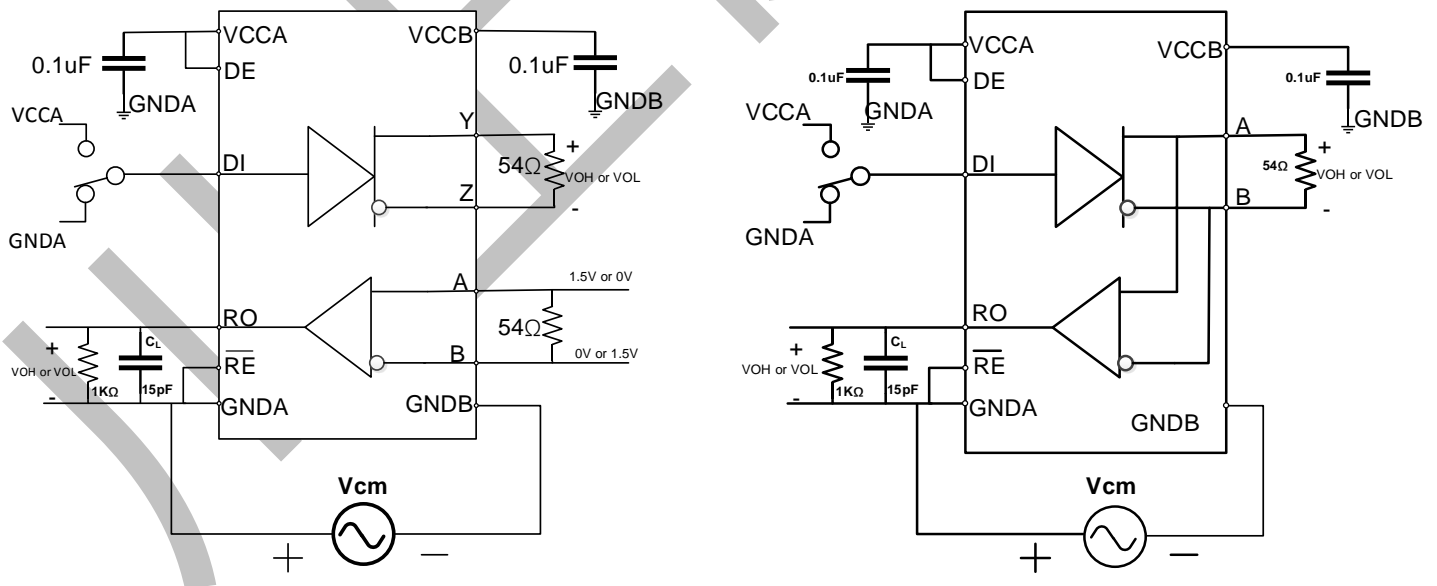 VCCA
VCCB
0.1uF
DE
0.1uF
GNDA
GNDB
VCCA
Y
DI
54Ω
+
VOH or VOL
Z
-
GNDA
A
1.5V or 0V
RO
54Ω
+
CL
B
0V or 1.5V
VOH or VOL
RE
1KΩ
15pF
-
GNDA
GNDB
Vcm
+
—
VCCA
VCCB
0.1uF
DE
0.1uF
GNDA
GNDB
VCCA
A
DI
54Ω
+
VOH or VOL
B
-
GNDA
RO
+
CL
VOH or VOL
RE
1KΩ
15pF
-
GNDA
GNDB
Vcm
+
—